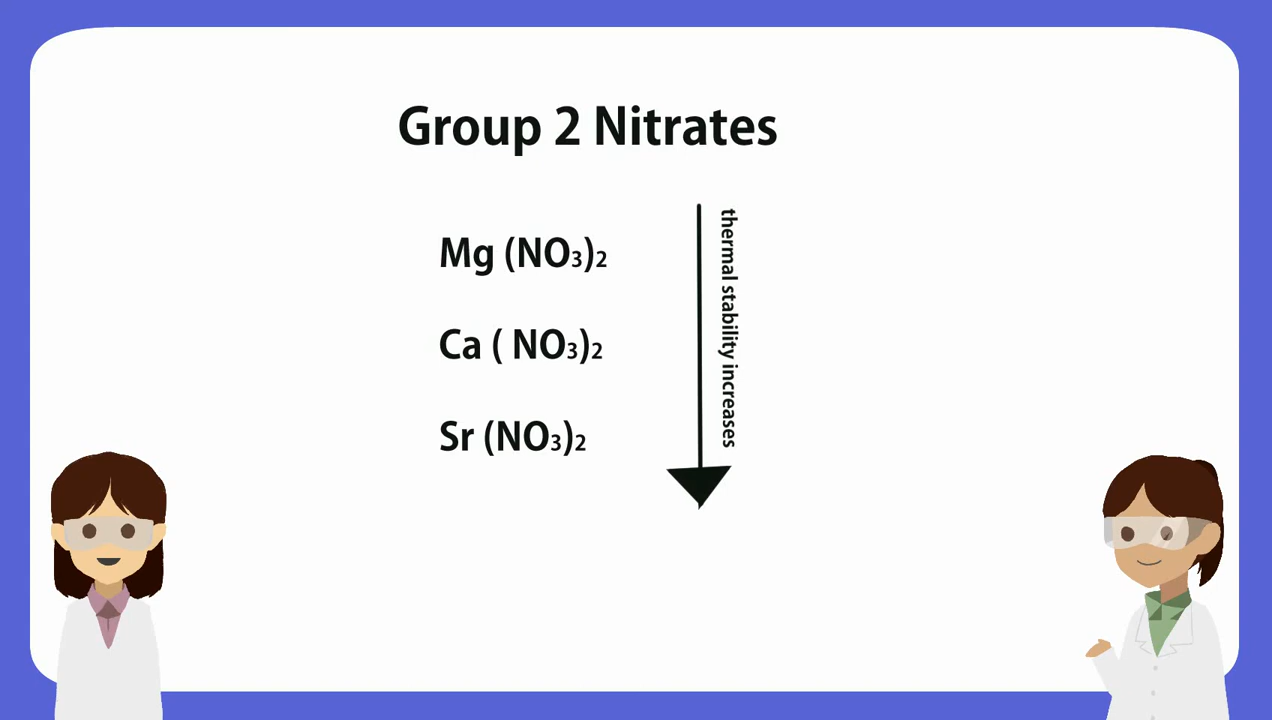 Group 2 Nitrates
Mg (NO₃)₂
Ca ( NO₃)₂
Sr (NO₃)₂
thermal stability increases